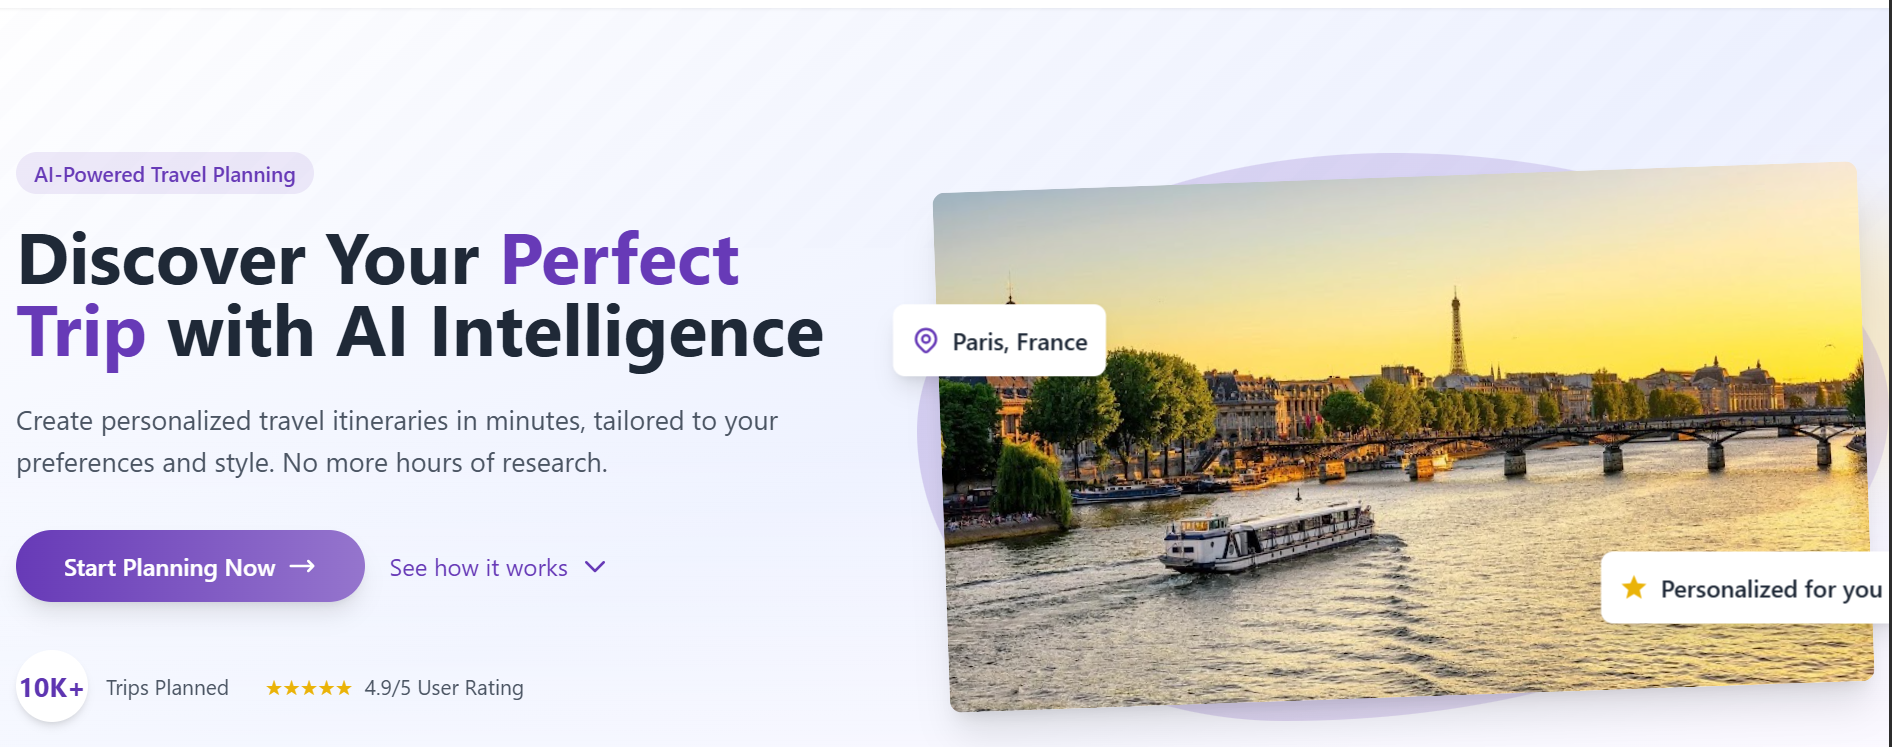 AI-Powered Travel Planning
Discover Your Perfect
Trip with AI Intelligence
Create personalized travel itineraries in minutes, tailored to your
preferences and style. No more hours of research.
Start Planning Now →
See how it works
10K+ Trips Planned
★★★★★ 4.9/5 User Rating
Paris, France
Personalized for you